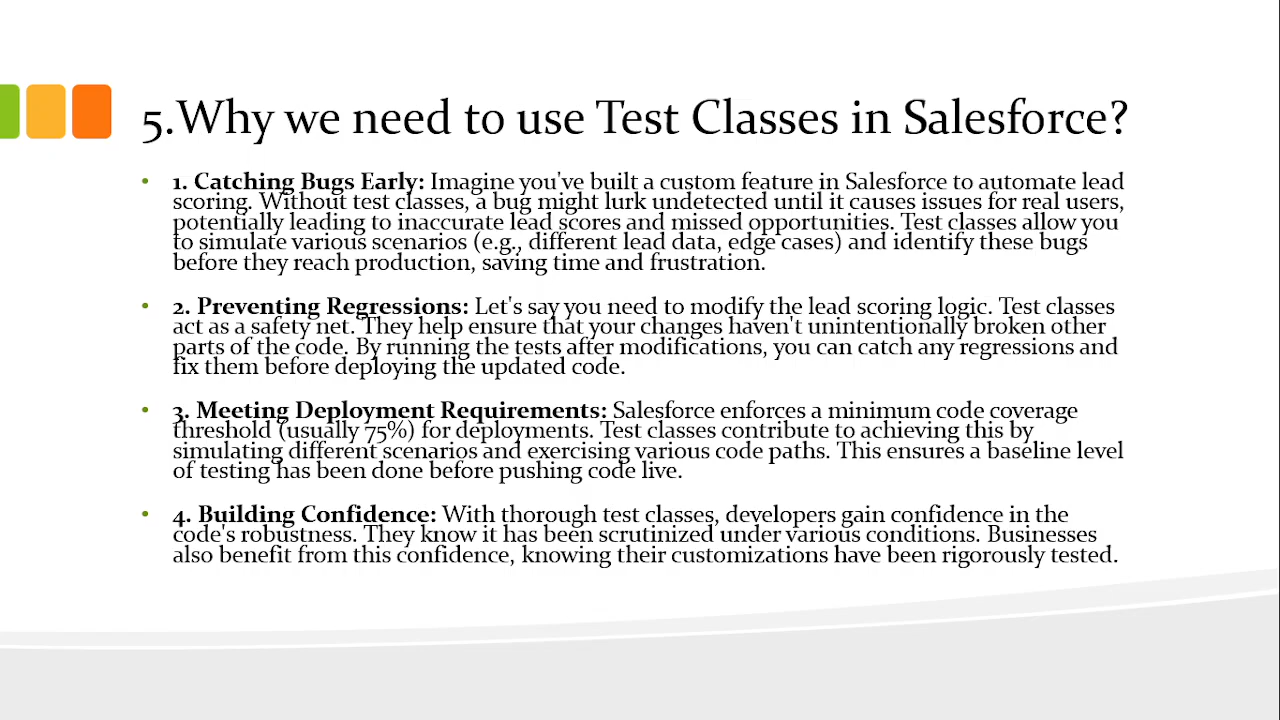 5.Why we need to use Test Classes in Salesforce?
• 1. Catching Bugs Early: Imagine you've built a custom feature in Salesforce to automate lead
scoring. Without test classes, a bug might lurk undetected until it causes issues for real users,
potentially leading to inaccurate lead scores and missed opportunities. Test classes allow you
to simulate various scenarios (e.g., different lead data, edge cases) and identify these bugs
before they reach production, saving time and frustration.
• 2. Preventing Regressions: Let's say you need to modify the lead scoring logic. Test classes
act as a safety net. They help ensure that your changes haven't unintentionally broken other
parts of the code. By running the tests after modifications, you can catch any regressions and
fix them before deploying the updated code.
• 3. Meeting Deployment Requirements: Salesforce enforces a minimum code coverage
threshold (usually 75%) for deployments. Test classes contribute to achieving this by
simulating different scenarios and exercising various code paths. This ensures a baseline level
of testing has been done before pushing code live.
• 4. Building Confidence: With thorough test classes, developers gain confidence in the
code's robustness. They know it has been scrutinized under various conditions. Businesses
also benefit from this confidence, knowing their customizations have been rigorously tested.